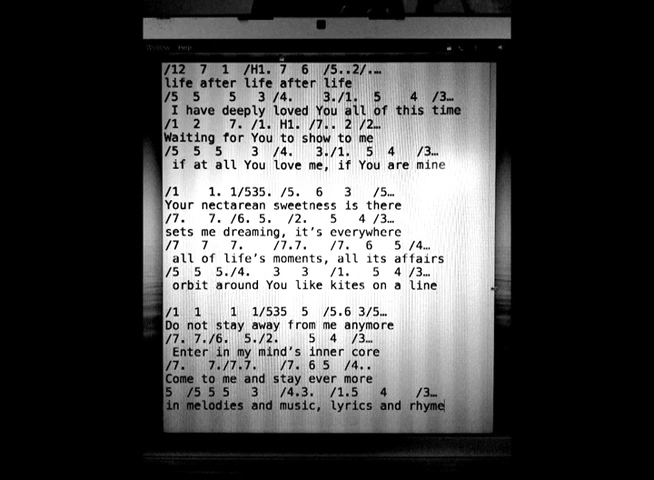 Window Help
/12  7  1  /H1. 7  6  /5..2/.…
life after life after life
/5  5    5   3 /4.    3./1.  5    4  /3…
I have deeply loved You all of this time
/1  2    7. /1. H1. /7.. 2 /2…
Waiting for You to show to me
/5  5  5    3  /4.   3./1.  5  4   /3…
if at all You love me, if You are mine
/1    1. 1/535. /5.  6   3   /5…
Your nectarean sweetness is there
/7.   7. /6. 5.  /2.   5   4 /3…
sets me dreaming, it's everywhere
/7  7  7.    /7.7.   /7.  6   5 /4…
all of life's moments, all its affairs
/5  5  5./4.   3   3   /1.   5  4 /3…
orbit around You like kites on a line
/1  1    1  1/535  5  /5.6 3/5…
Do not stay away from me anymore
/7. 7./6.  5./2.    5  4  /3…
Enter in my mind's inner core
/7.   7./7.7.   /7. 6 5  /4..
Come to me and stay ever more
5  /5 5 5   3   /4.3.  /1.5  4    /3…
in melodies and music, lyrics and rhyme